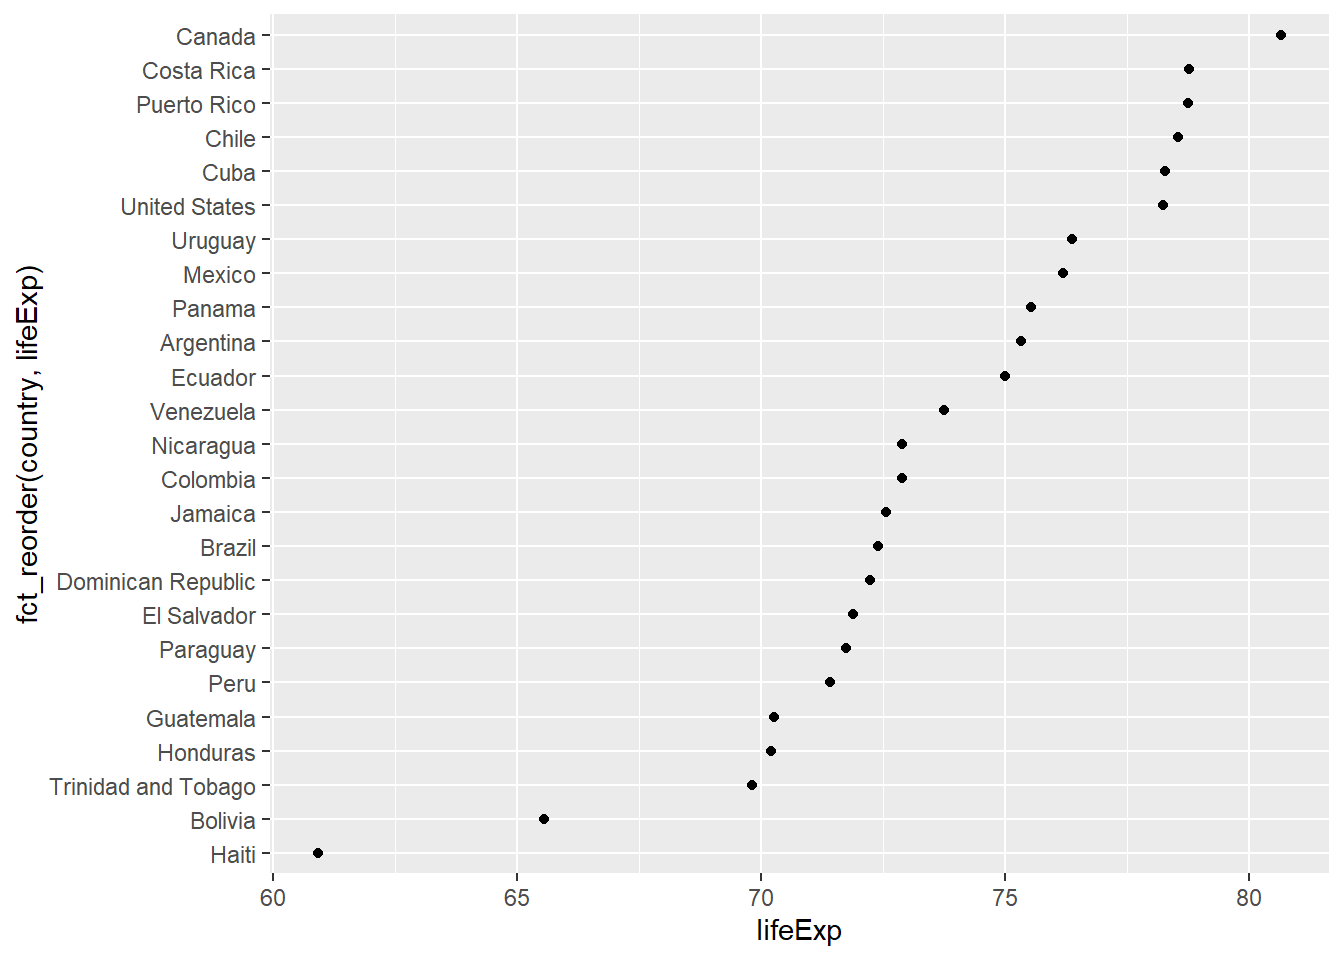 Canada
Costa Rica
Puerto Rico
Chile
Cuba
United States
Uruguay
Mexico
Panama
Argentina
Ecuador
Venezuela
Nicaragua
Colombia
Jamaica
Brazil
Dominican Republic
El Salvador
Paraguay
Peru
Guatemala
Honduras
Trinidad and Tobago
Bolivia
Haiti
fct_reorder(country, lifeExp)
60 65 70 75 80
lifeExp